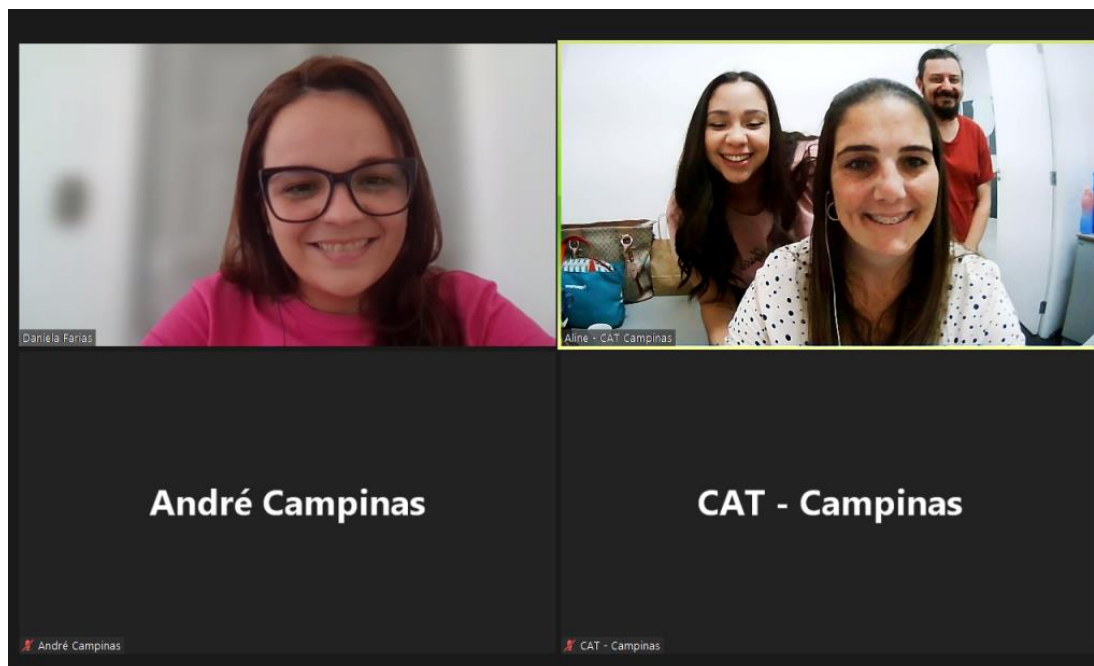 Daniela Farias
Aline - CAT Campinas
André Campinas
CAT - Campinas
André Campinas
CAT - Campinas